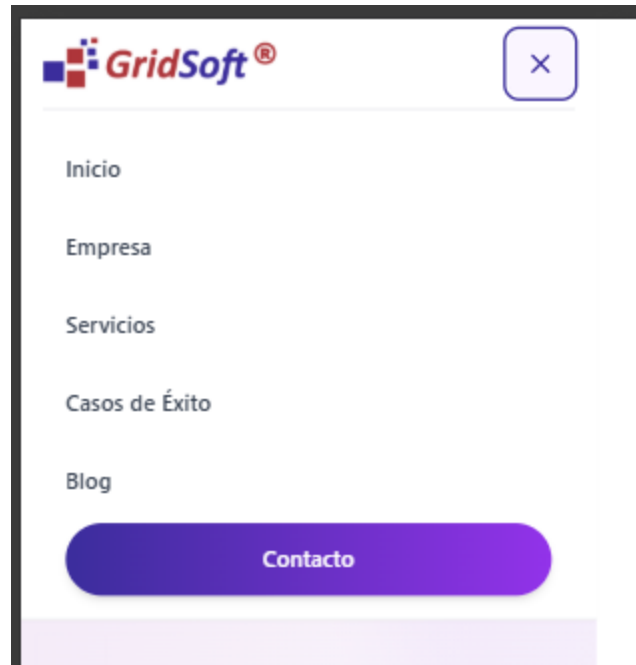 GridSoft®
Inicio
Empresa
Servicios
Casos de Éxito
Blog
Contacto